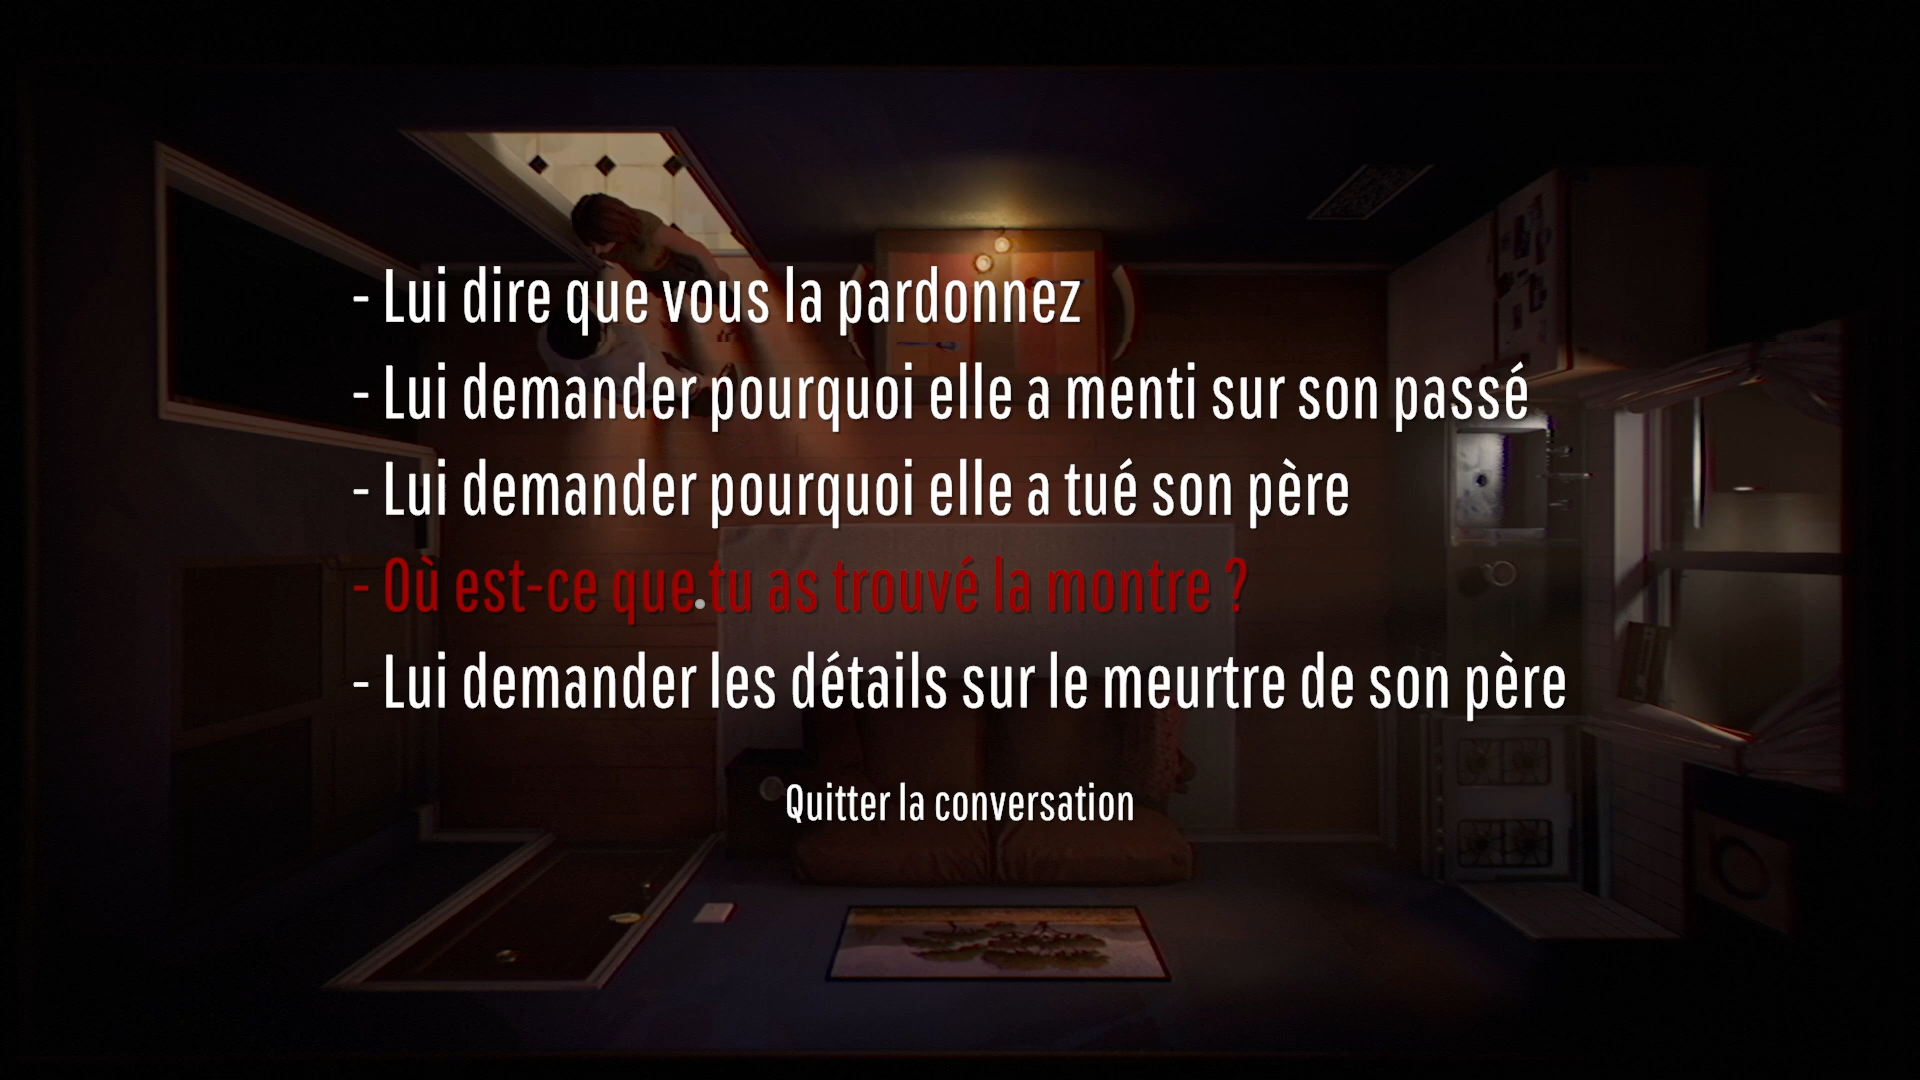 - Lui dire que vous la pardonnez
- Lui demander pourquoi elle a menti sur son passé
- Lui demander pourquoi elle a tué son père
- Où est-ce que tu as trouvé la montre ?
- Lui demander les détails sur le meurtre de son père
Quitter la conversation